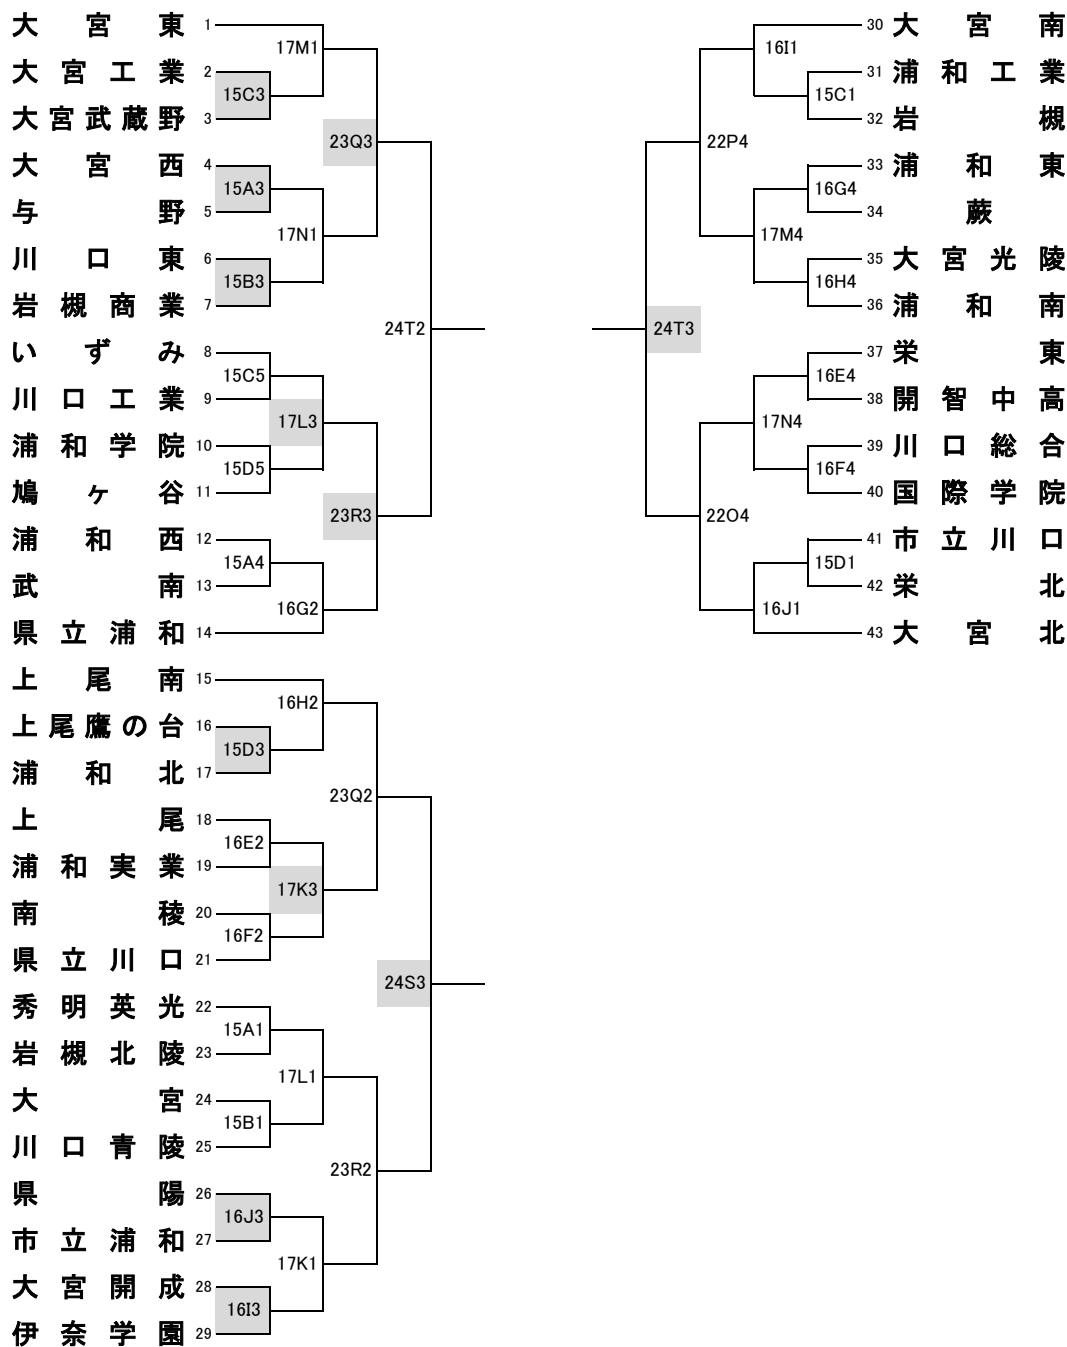 大宮東 1
17M1
大宮工業 2
15C3
大宮武蔵野 3
23Q3
大宮西 4
15A3
与野 5
17N1
川口東 6
15B3
岩槻商業 7
24T2
いずみ 8
15C5
川口工業 9
17L3
浦和学院 10
15D5
鳩ヶ谷 11
23R3
浦和西 12
15A4
武南 13
16G2
県立浦和 14
上尾南 15
16H2
上尾鷹の台 16
15D3
浦和北 17
23Q2
上尾 18
16E2
浦和実業 19
17K3
南稜 20
16F2
県立川口 21
24S3
秀明英光 22
15A1
岩槻北陵 23
17L1
大宮 24
15B1
川口青陵 25
23R2
県陽 26
16J3
市立浦和 27
17K1
大宮開成 28
16I3
伊奈学園 29
30 大宮南
16I1
31 浦和工業
15C1
32 岩槻
22P4
33 浦和東
16G4
34 蕨
17M4
35 大宮光陵
16H4
36 浦和南
24T3
37 栄東
16E4
38 開智中高
17N4
39 川口総合
16F4
40 国際学院
22O4
41 市立川口
15D1
42 栄北
16J1
43 大宮北